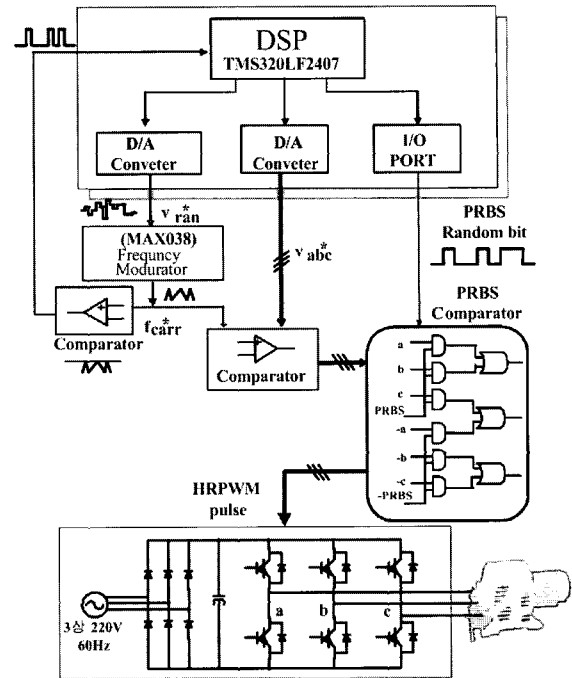 DSP
TMS320LF2407
D/A
Conveter
D/A
Conveter
I/O
PORT
v*ran
(MAX038)
Frequncy
Modurator
v abc*
PRBS
Random bit
f*carr
Comparator
Comparator
PRBS
Comparator
a
b
c
PRBS
-a
-b
-c
-PRBS
HRPWM
pulse
a
b
c
3상 220V
60Hz